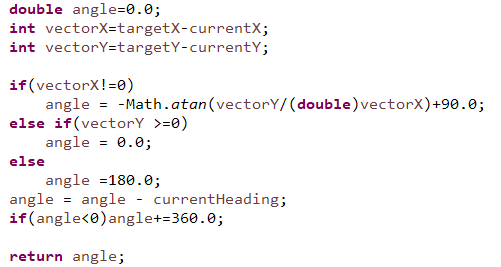 double angle=0.0;
int vectorX=targetX-currentX;
int vectorY=targetY-currentY;
if(vectorX!=0)
angle = -Math.atan(vectorY/(double)vectorX)+90.0;
else if(vectorY >=0)
angle = 0.0;
else
angle =180.0;
angle = angle - currentHeading;
if(angle<0)angle+=360.0;
return angle;